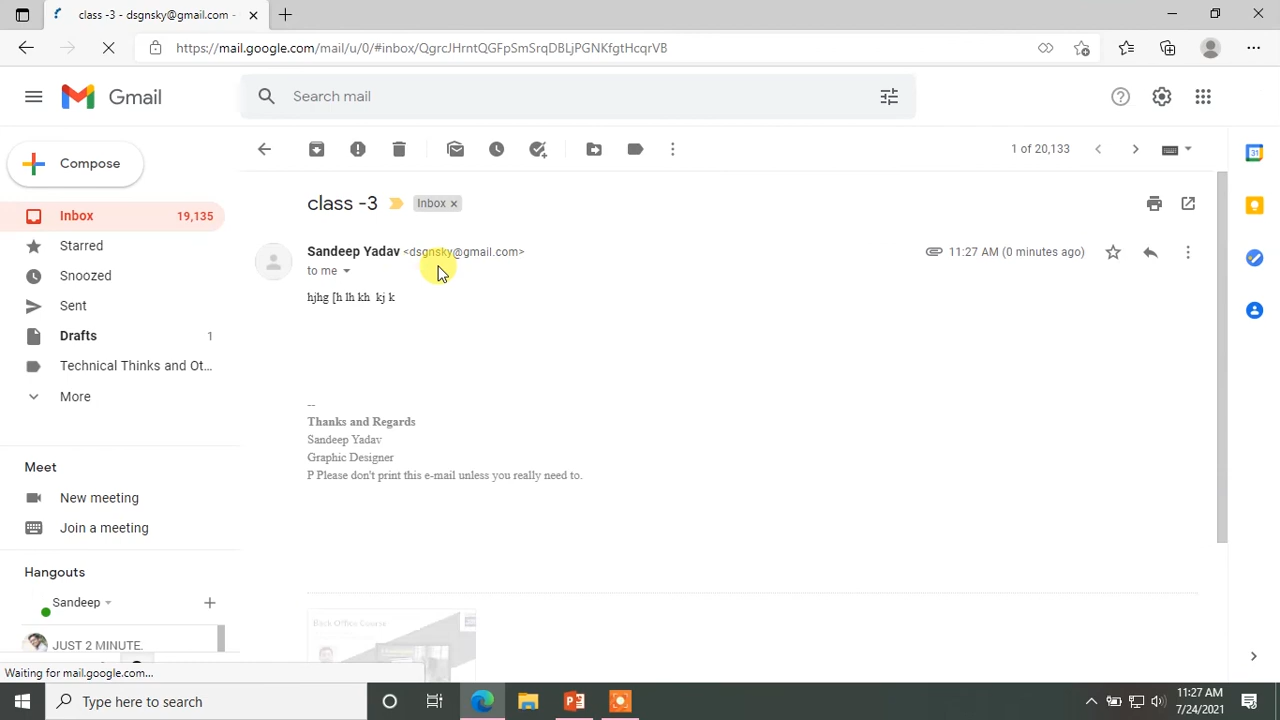 class -3 - dsgnsky@gmail.com -
https://mail.google.com/mail/u/0/#inbox/QgrcJHrntQGFpSmSrqDBLjPGNKfgtHcqrVB
Gmail
Search mail
Compose
1 of 20,133
Inbox 19,135
Starred
Snoozed
Sent
Drafts 1
Technical Thinks and Ot...
More
class -3
Inbox ×
Sandeep Yadav <dsgnsky@gmail.com>
11:27 AM (0 minutes ago)
to me
hjhg [h lh kh kj k
--
Thanks and Regards
Sandeep Yadav
Graphic Designer
P Please don't print this e-mail unless you really need to.
Meet
New meeting
Join a meeting
Hangouts
Sandeep
JUST 2 MINUTE.
Waiting for mail.google.com...
31
Type here to search
11:27 AM
7/24/2021